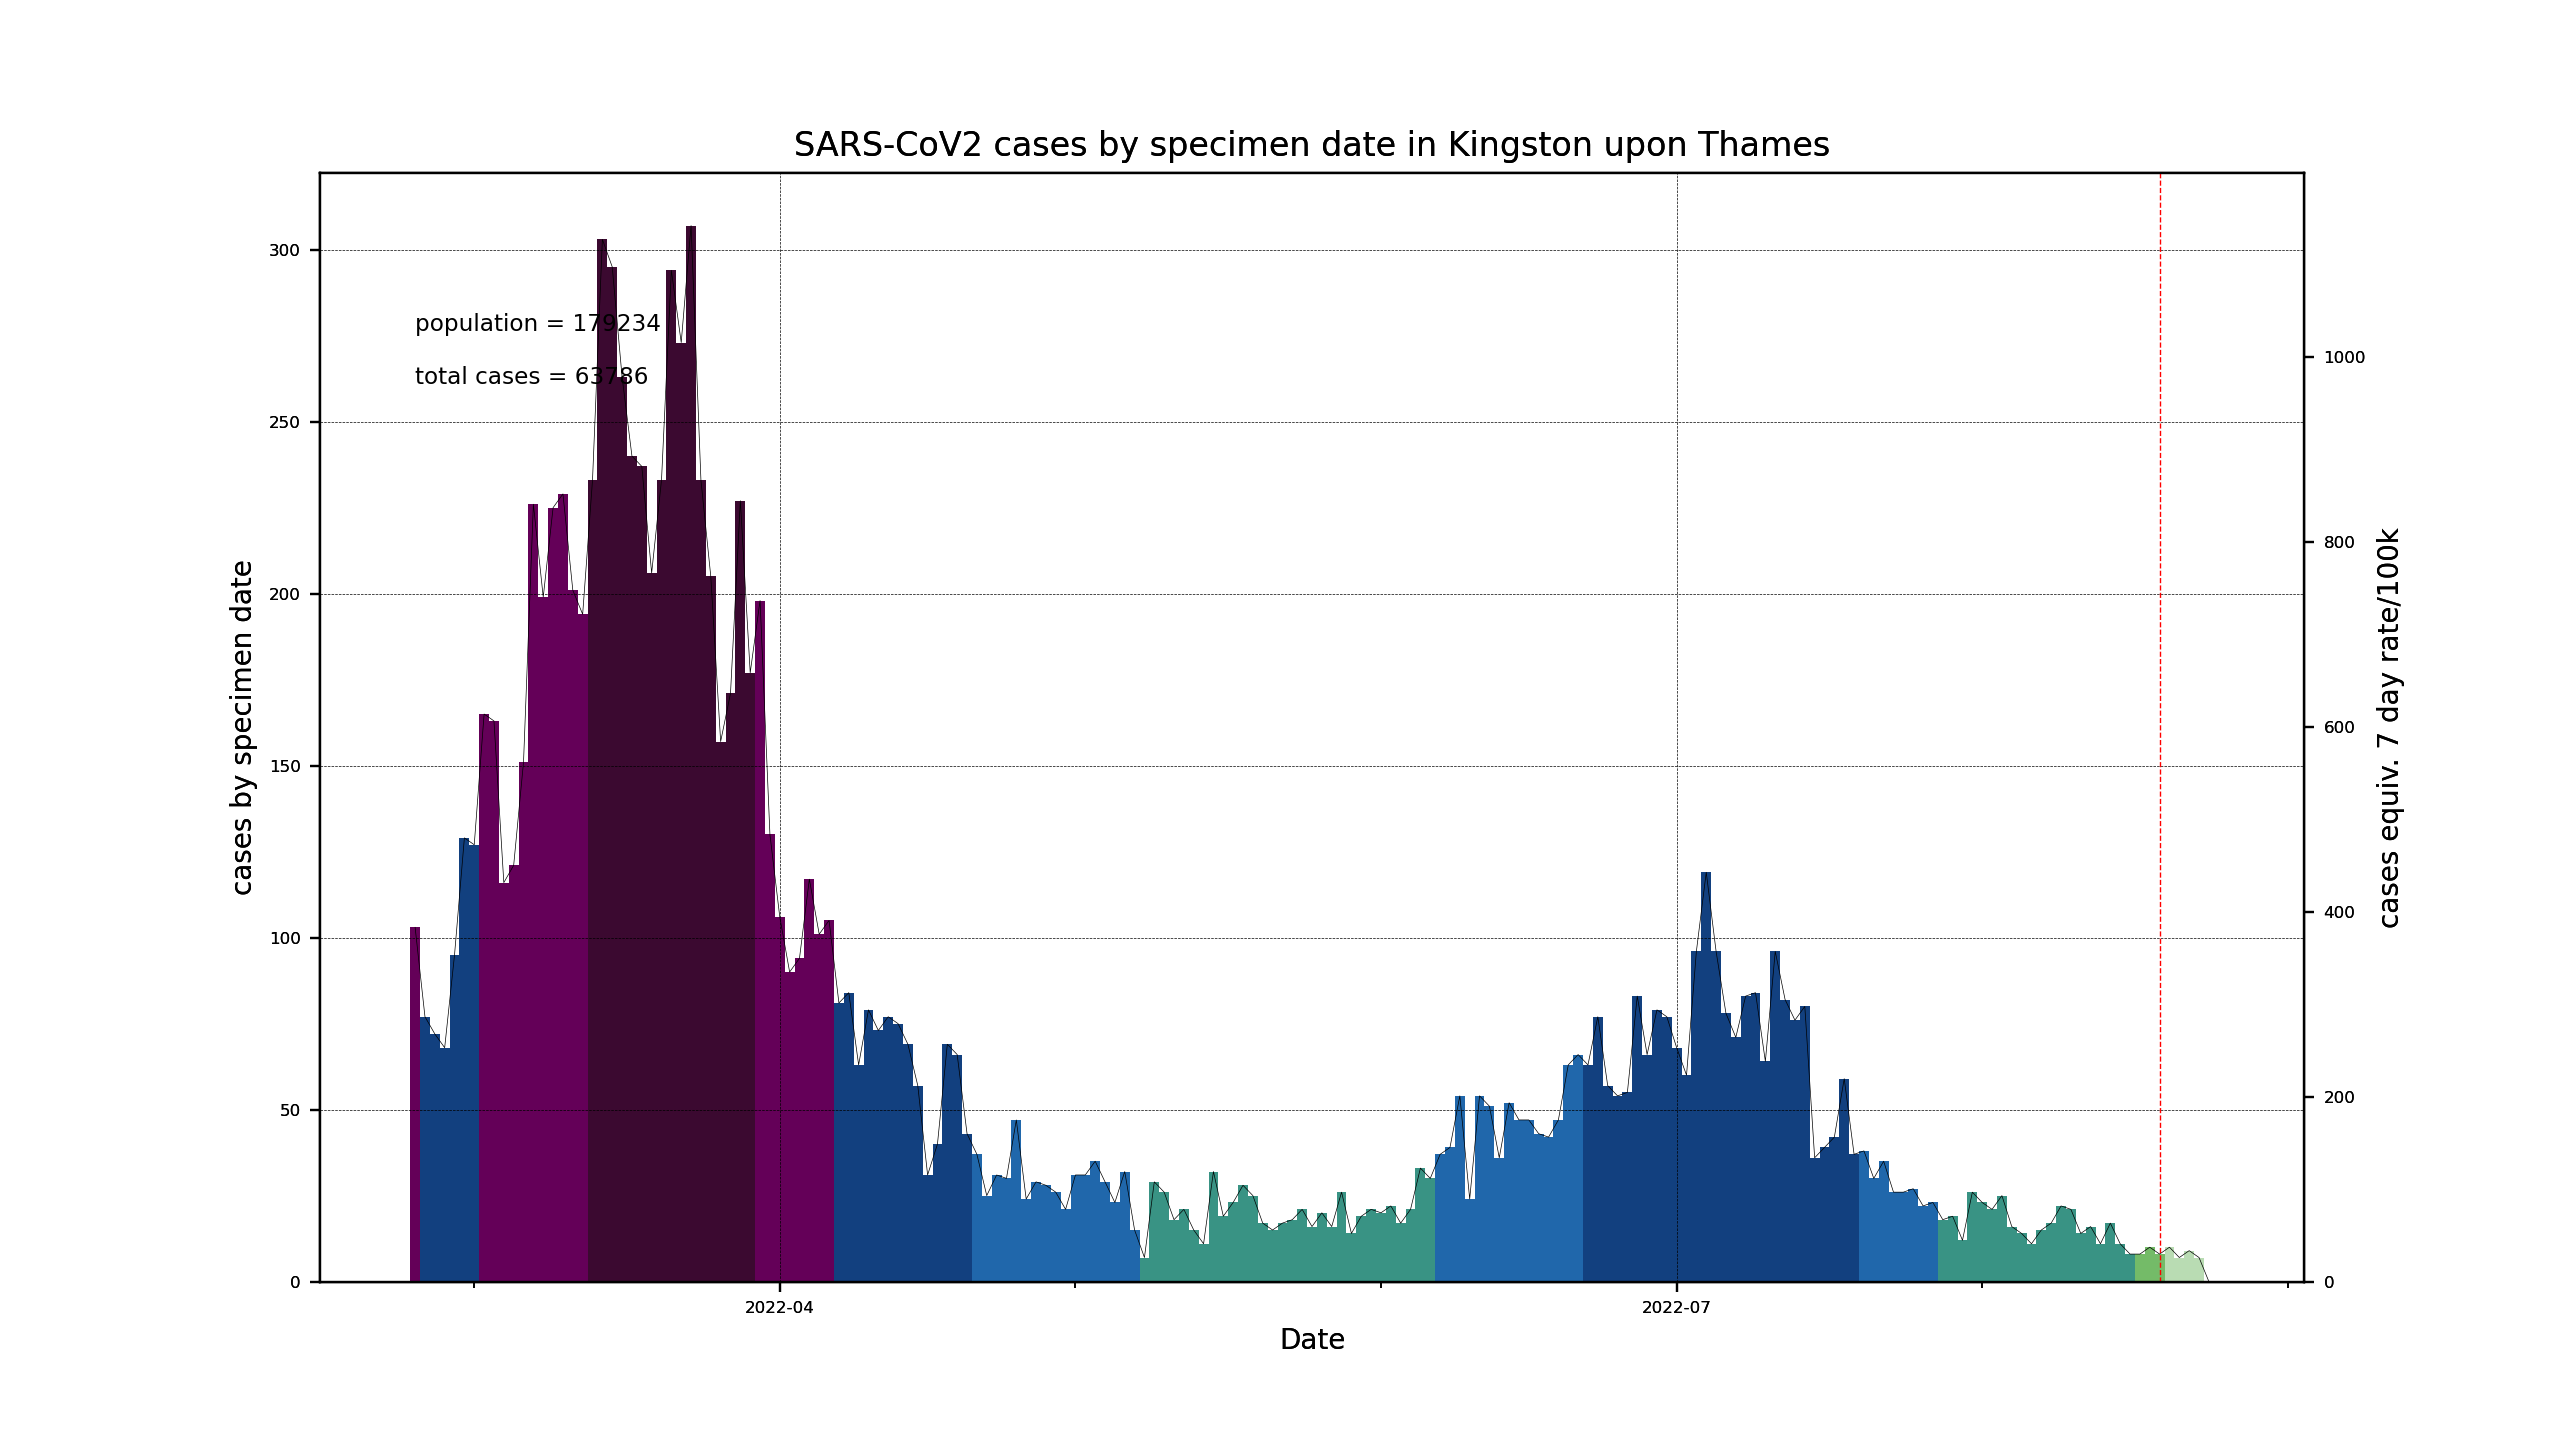 SARS-CoV2 cases by specimen date in Kingston upon Thames
population = 179234
total cases = 63786
cases by specimen date
300
250
200
150
100
50
0
cases equiv. 7 day rate/100k
1000
800
600
400
200
0
2022-04
2022-07
Date